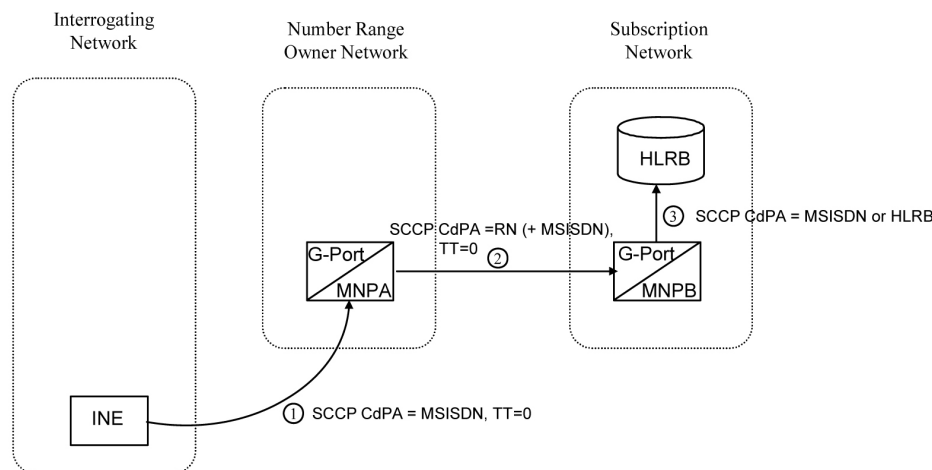 Interrogating
Network
Number Range
Owner Network
Subscription
Network
HLRB
③ SCCP CdPA = MSISDN or HLRB
SCCP CdPA =RN (+ MSISDN),
TT=0
②
G-Port
MNPA
G-Port
MNPB
INE
① SCCP CdPA = MSISDN, TT=0